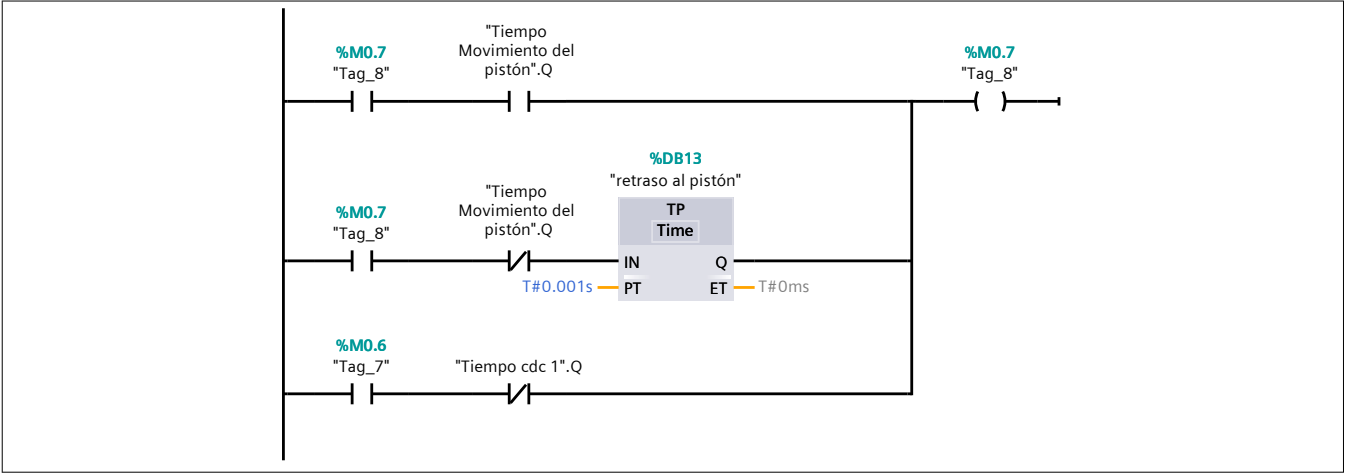 "Tiempo
%M0.7
Movimiento del
%M0.7
"Tag_8"
pistón".Q
"Tag_8"
%DB13
"retraso al pistón"
"Tiempo
%M0.7
Movimiento del
TP
"Tag_8"
pistón".Q
Time
IN
Q
T#0.001s
PT
ET
T#0ms
%M0.6
"Tag_7"
"Tiempo cdc 1".Q